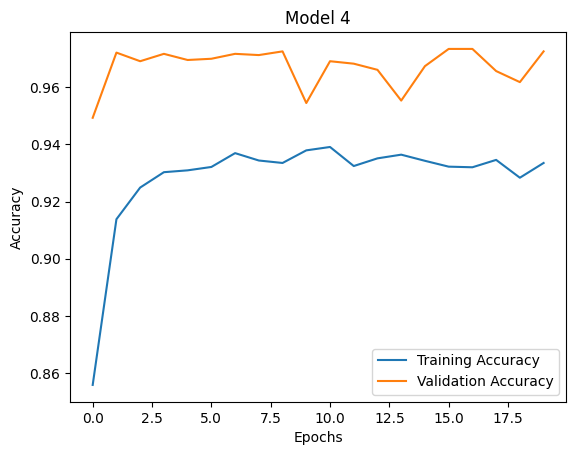 Model 4
Accuracy
0.96
0.94
0.92
0.90
0.88
0.86
Training Accuracy
Validation Accuracy
0.0 2.5 5.0 7.5 10.0 12.5 15.0 17.5
Epochs